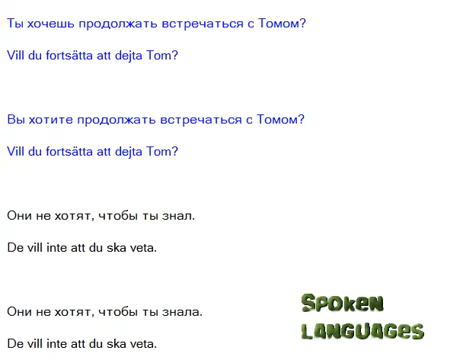 Ты хочешь продолжать встречаться с Томом?
Vill du fortsätta att dejta Tom?
Вы хотите продолжать встречаться с Томом?
Vill du fortsätta att dejta Tom?
Они не хотят, чтобы ты знал.
De vill inte att du ska veta.
Они не хотят, чтобы ты знала.
De vill inte att du ska veta.
SPOKEN
LANGUAGES